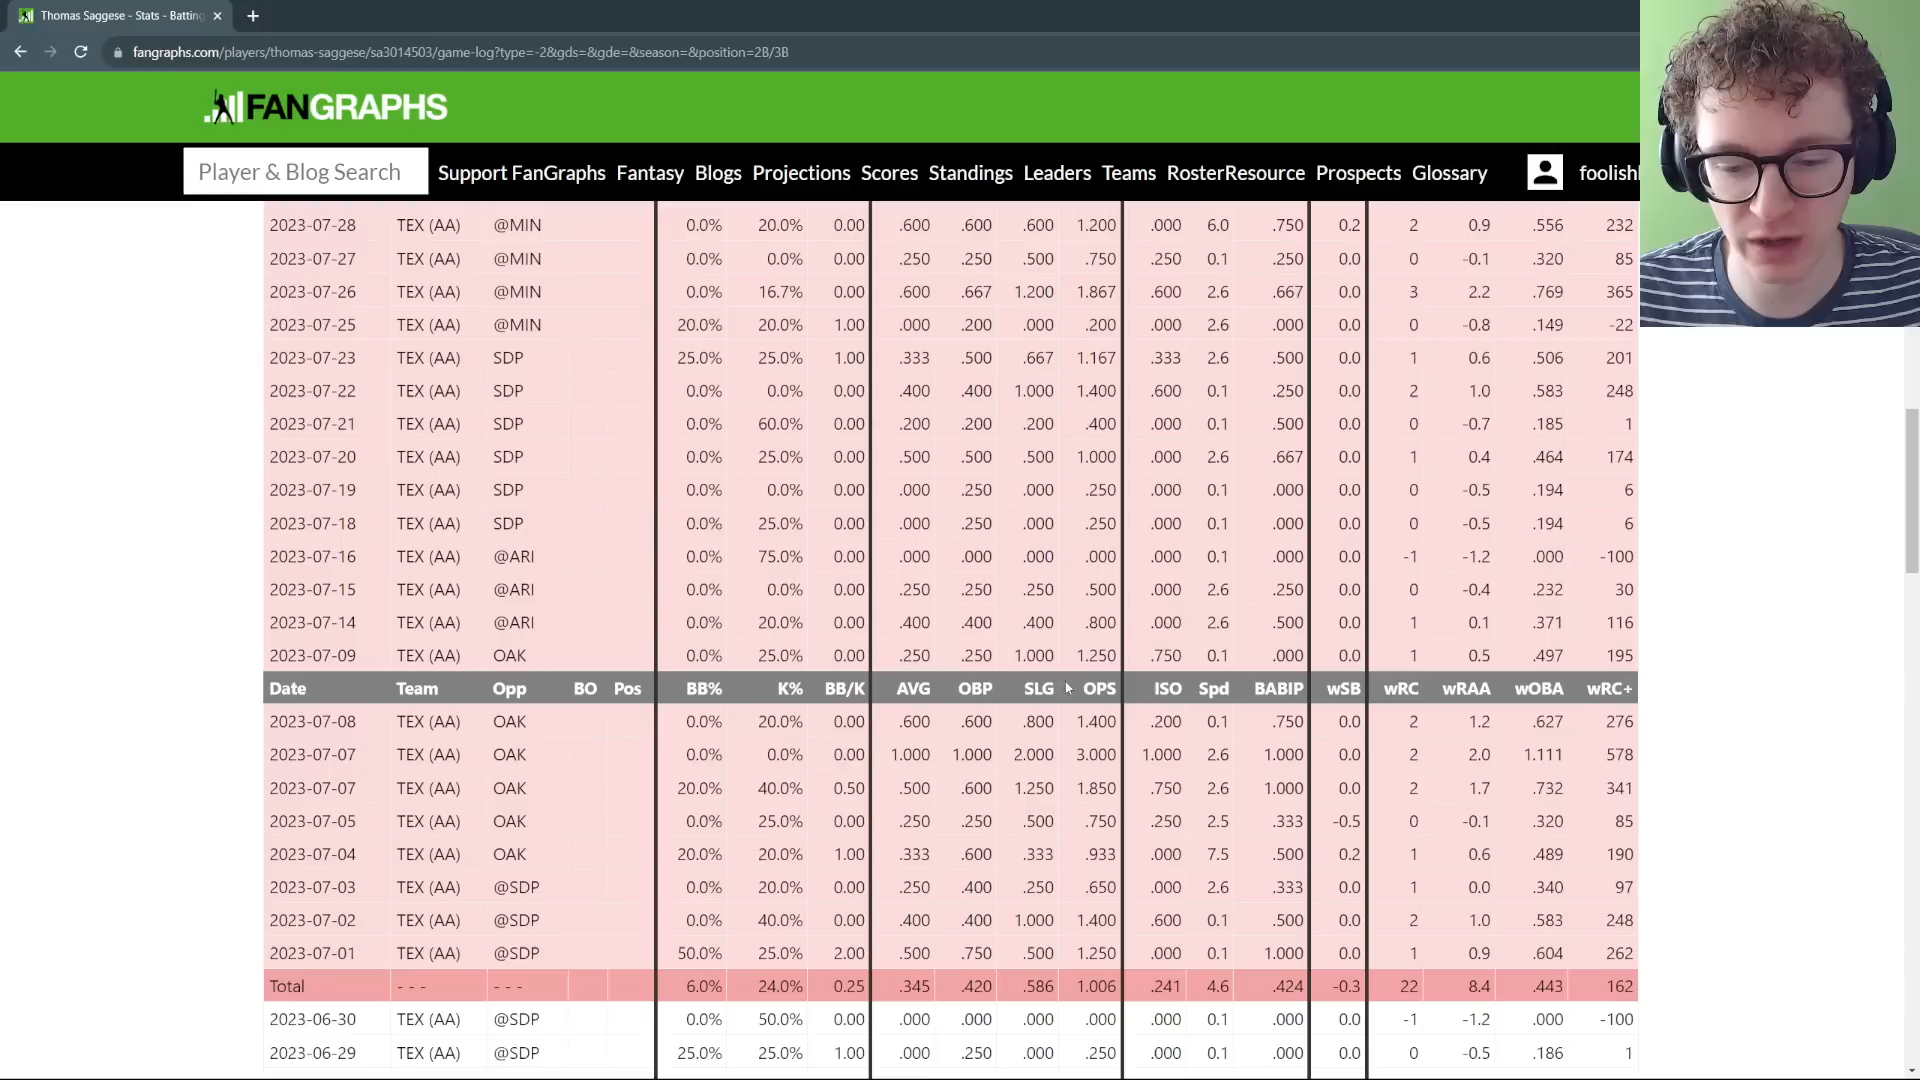 Thomas Saggese - Stats - Batting
fangraphs.com/players/thomas-saggese/sa3014503/game-log?type=-2&gds=&gde=&season=&position=2B/3B
FANGRAPHS
Player & Blog Search Support FanGraphs Fantasy Blogs Projections Scores Standings Leaders Teams RosterResource Prospects Glossary
2023-07-28 TEX (AA) @MIN 0.0% 20.0% 0.00 .600 .600 .600 1.200 .000 6.0 .750 0.2 2 0.9 .556 232
2023-07-27 TEX (AA) @MIN 0.0% 0.0% 0.00 .250 .250 .500 .750 .250 0.1 .250 0.0 0 -0.1 .320 85
2023-07-26 TEX (AA) @MIN 0.0% 16.7% 0.00 .600 .667 1.200 1.867 .600 2.6 .667 0.0 3 2.2 .769 365
2023-07-25 TEX (AA) @MIN 20.0% 20.0% 1.00 .000 .200 .000 .200 .000 2.6 .000 0.0 0 -0.8 .149 -22
2023-07-23 TEX (AA) SDP 25.0% 25.0% 1.00 .333 .500 .667 1.167 .333 2.6 .500 0.0 1 0.6 .506 201
2023-07-22 TEX (AA) SDP 0.0% 0.0% 0.00 .400 .400 1.000 1.400 .600 0.1 .250 0.0 2 1.0 .583 248
2023-07-21 TEX (AA) SDP 0.0% 60.0% 0.00 .200 .200 .200 .400 .000 0.1 .500 0.0 0 -0.7 .185 1
2023-07-20 TEX (AA) SDP 0.0% 25.0% 0.00 .500 .500 .500 1.000 .000 2.6 .667 0.0 1 0.4 .464 174
2023-07-19 TEX (AA) SDP 0.0% 0.0% 0.00 .000 .250 .000 .250 .000 0.1 .000 0.0 0 -0.5 .194 6
2023-07-18 TEX (AA) SDP 0.0% 25.0% 0.00 .000 .250 .000 .250 .000 0.1 .000 0.0 0 -0.5 .194 6
2023-07-16 TEX (AA) @ARI 0.0% 75.0% 0.00 .000 .000 .000 .000 .000 0.1 .000 0.0 -1 -1.2 .000 -100
2023-07-15 TEX (AA) @ARI 0.0% 0.0% 0.00 .250 .250 .250 .500 .000 2.6 .250 0.0 0 -0.4 .232 30
2023-07-14 TEX (AA) @ARI 0.0% 20.0% 0.00 .400 .400 .400 .800 .000 2.6 .500 0.0 1 0.1 .371 116
2023-07-09 TEX (AA) OAK 0.0% 25.0% 0.00 .250 .250 1.000 1.250 .750 0.1 .000 0.0 1 0.5 .497 195
Date Team Opp BO Pos BB% K% BB/K AVG OBP SLG OPS ISO Spd BABIP wSB wRC wRAA wOBA wRC+
2023-07-08 TEX (AA) OAK 0.0% 20.0% 0.00 .600 .600 .800 1.400 .200 0.1 .750 0.0 2 1.2 .627 276
2023-07-07 TEX (AA) OAK 0.0% 0.0% 0.00 1.000 1.000 2.000 3.000 1.000 2.6 1.000 0.0 2 2.0 1.111 578
2023-07-07 TEX (AA) OAK 20.0% 40.0% 0.50 .500 .600 1.250 1.850 .750 2.6 1.000 0.0 2 1.7 .732 341
2023-07-05 TEX (AA) OAK 0.0% 25.0% 0.00 .250 .250 .500 .750 .250 2.5 .333 -0.5 0 -0.1 .320 85
2023-07-04 TEX (AA) OAK 20.0% 20.0% 1.00 .333 .600 .333 .933 .000 7.5 .500 0.2 1 0.6 .489 190
2023-07-03 TEX (AA) @SDP 0.0% 20.0% 0.00 .250 .400 .250 .650 .000 2.6 .333 0.0 1 0.0 .340 97
2023-07-02 TEX (AA) @SDP 0.0% 40.0% 0.00 .400 .400 1.000 1.400 .600 0.1 .500 0.0 2 1.0 .583 248
2023-07-01 TEX (AA) @SDP 50.0% 25.0% 2.00 .500 .750 .500 1.250 .000 0.1 1.000 0.0 1 0.9 .604 262
Total - - - - - - 6.0% 24.0% 0.25 .345 .420 .586 1.006 .241 4.6 .424 -0.3 22 8.4 .443 162
2023-06-30 TEX (AA) @SDP 0.0% 50.0% 0.00 .000 .000 .000 .000 .000 0.1 .000 0.0 -1 -1.2 .000 -100
2023-06-29 TEX (AA) @SDP 25.0% 25.0% 1.00 .000 .250 .000 .250 .000 0.1 .000 0.0 0 -0.5 .186 1